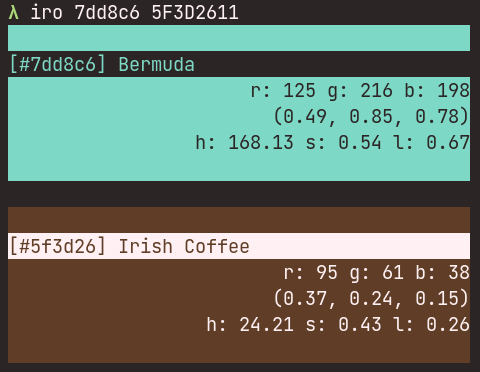 λ iro 7dd8c6 5F3D2611
[#7dd8c6] Bermuda
r: 125 g: 216 b: 198
(0.49, 0.85, 0.78)
h: 168.13 s: 0.54 l: 0.67
[#5f3d26] Irish Coffee
r: 95 g: 61 b: 38
(0.37, 0.24, 0.15)
h: 24.21 s: 0.43 l: 0.26